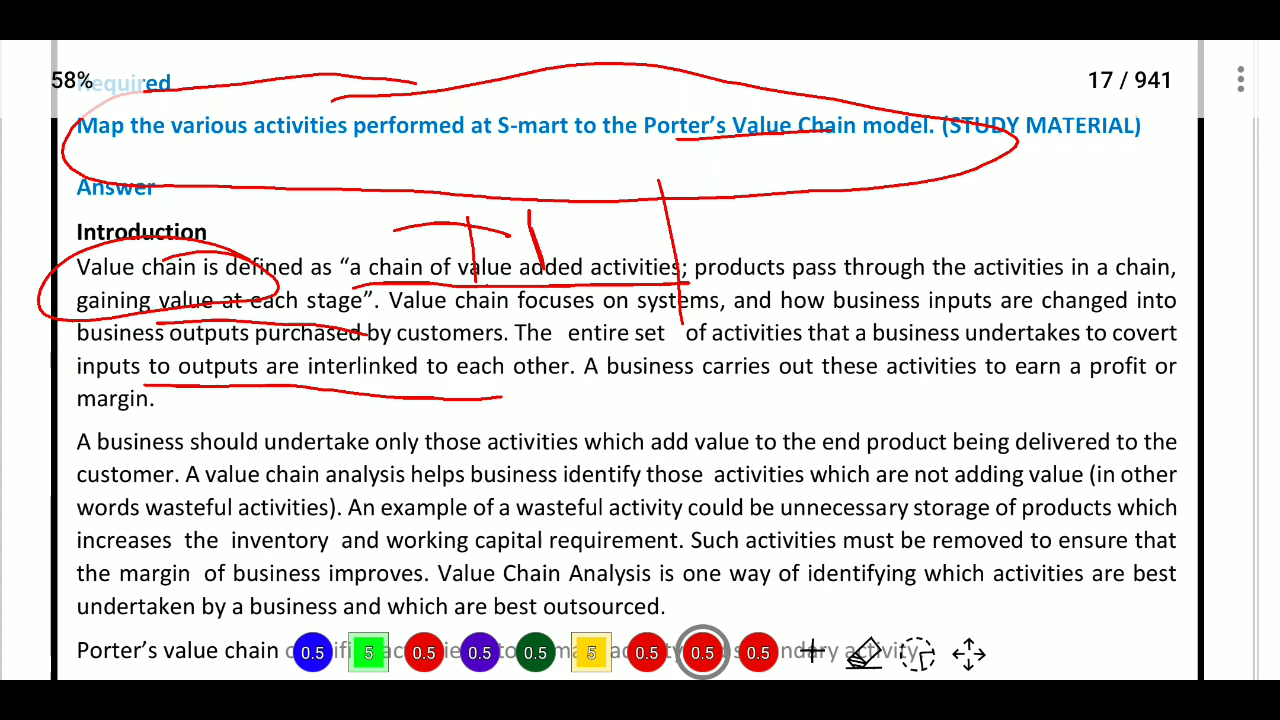 58%
Required
17 / 941
Map the various activities performed at S-mart to the Porter's Value Chain model. (STUDY MATERIAL)
Answer
Introduction
Value chain is defined as “a chain of value added activities; products pass through the activities in a chain,
gaining value at each stage”. Value chain focuses on systems, and how business inputs are changed into
business outputs purchased by customers. The entire set of activities that a business undertakes to covert
inputs to outputs are interlinked to each other. A business carries out these activities to earn a profit or
margin.
A business should undertake only those activities which add value to the end product being delivered to the
customer. A value chain analysis helps business identify those activities which are not adding value (in other
words wasteful activities). An example of a wasteful activity could be unnecessary storage of products which
increases the inventory and working capital requirement. Such activities must be removed to ensure that
the margin of business improves. Value Chain Analysis is one way of identifying which activities are best
undertaken by a business and which are best outsourced.
Porter's value chain
0.5 5 0.5 0.5 0.5 5 0.5 0.5 0.5